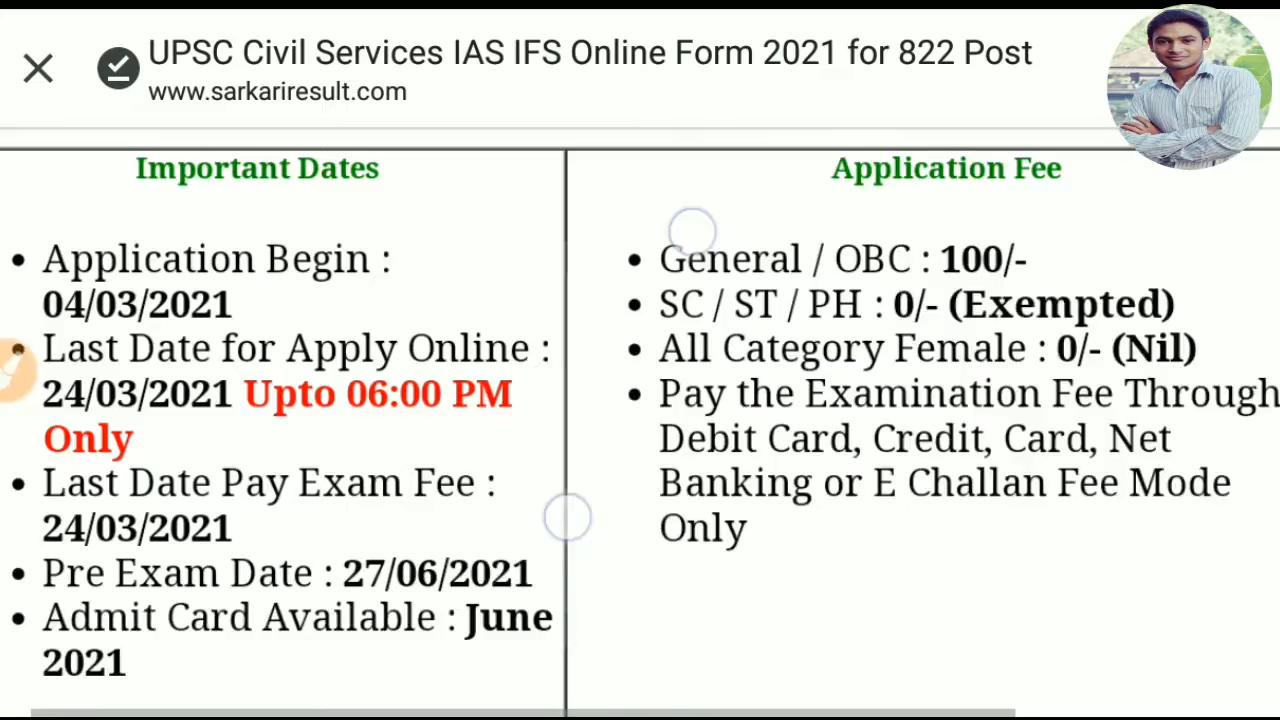 UPSC Civil Services IAS IFS Online Form 2021 for 822 Post
www.sarkariresult.com
Important Dates
Application Begin :
04/03/2021
Last Date for Apply Online :
24/03/2021 Upto 06:00 PM
Only
Last Date Pay Exam Fee :
24/03/2021
Pre Exam Date : 27/06/2021
Admit Card Available : June
2021
Application Fee
General / OBC : 100/-
SC / ST / PH : 0/- (Exempted)
All Category Female : 0/- (Nil)
Pay the Examination Fee Through
Debit Card, Credit, Card, Net
Banking or E Challan Fee Mode
Only